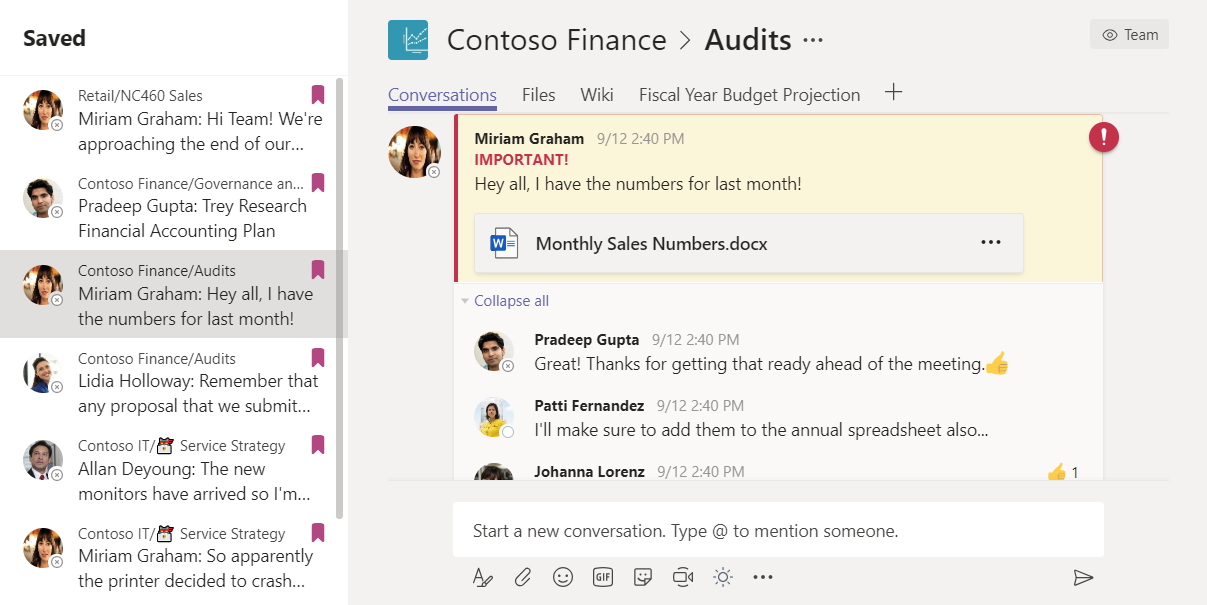 Saved
Retail/NC460 Sales
Miriam Graham: Hi Team! We're
approaching the end of our...
Contoso Finance/Governance an...
Pradeep Gupta: Trey Research
Financial Accounting Plan
Contoso Finance/Audits
Miriam Graham: Hey all, I have
the numbers for last month!
Contoso Finance/Audits
Lidia Holloway: Remember that
any proposal that we submit...
Contoso IT/ Service Strategy
Allan Deyoung: The new
monitors have arrived so I'm...
Contoso IT/ Service Strategy
Miriam Graham: So apparently
the printer decided to crash...
Contoso Finance > Audits ...
Team
Conversations Files Wiki Fiscal Year Budget Projection +
Miriam Graham 9/12 2:40 PM
IMPORTANT!
Hey all, I have the numbers for last month!
W Monthly Sales Numbers.docx ...
Collapse all
Pradeep Gupta 9/12 2:40 PM
Great! Thanks for getting that ready ahead of the meeting.👍
Patti Fernandez 9/12 2:40 PM
I'll make sure to add them to the annual spreadsheet also...
Johanna Lorenz 9/12 2:40 PM 👍 1
Start a new conversation. Type @ to mention someone.
GIF